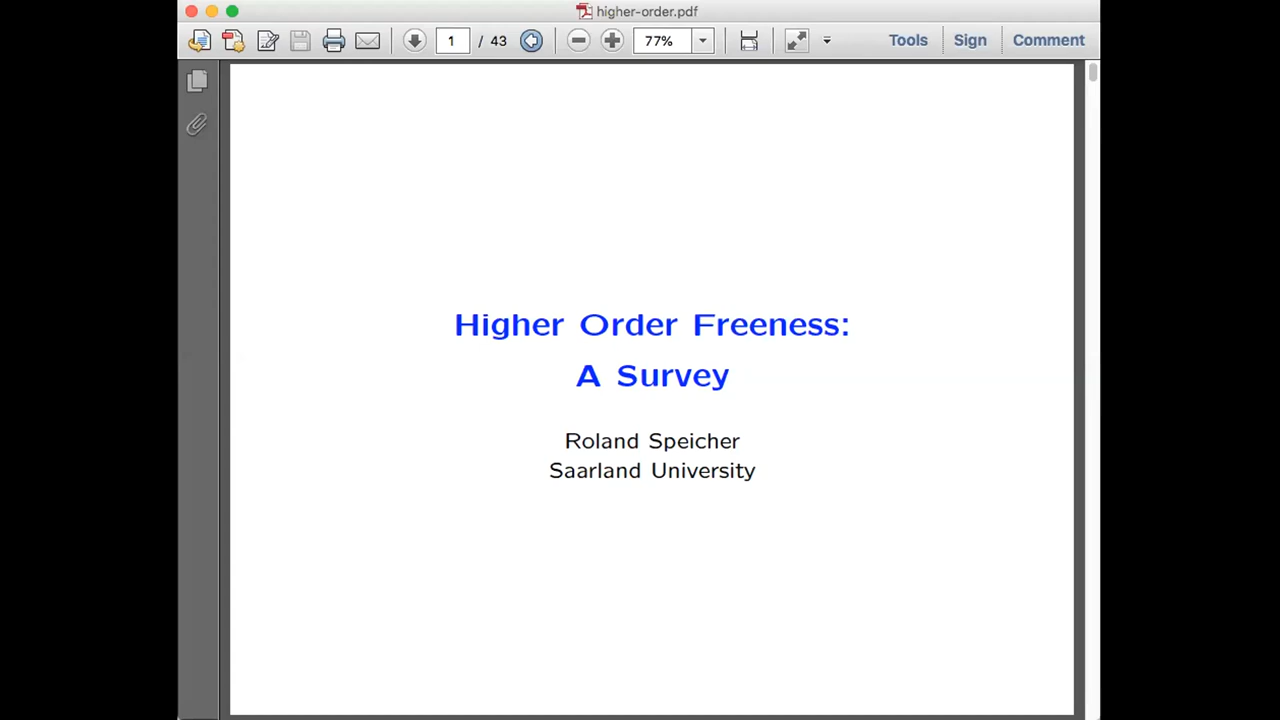 higher-order.pdf
1 / 43 77% Tools Sign Comment
Higher Order Freeness:
A Survey
Roland Speicher
Saarland University